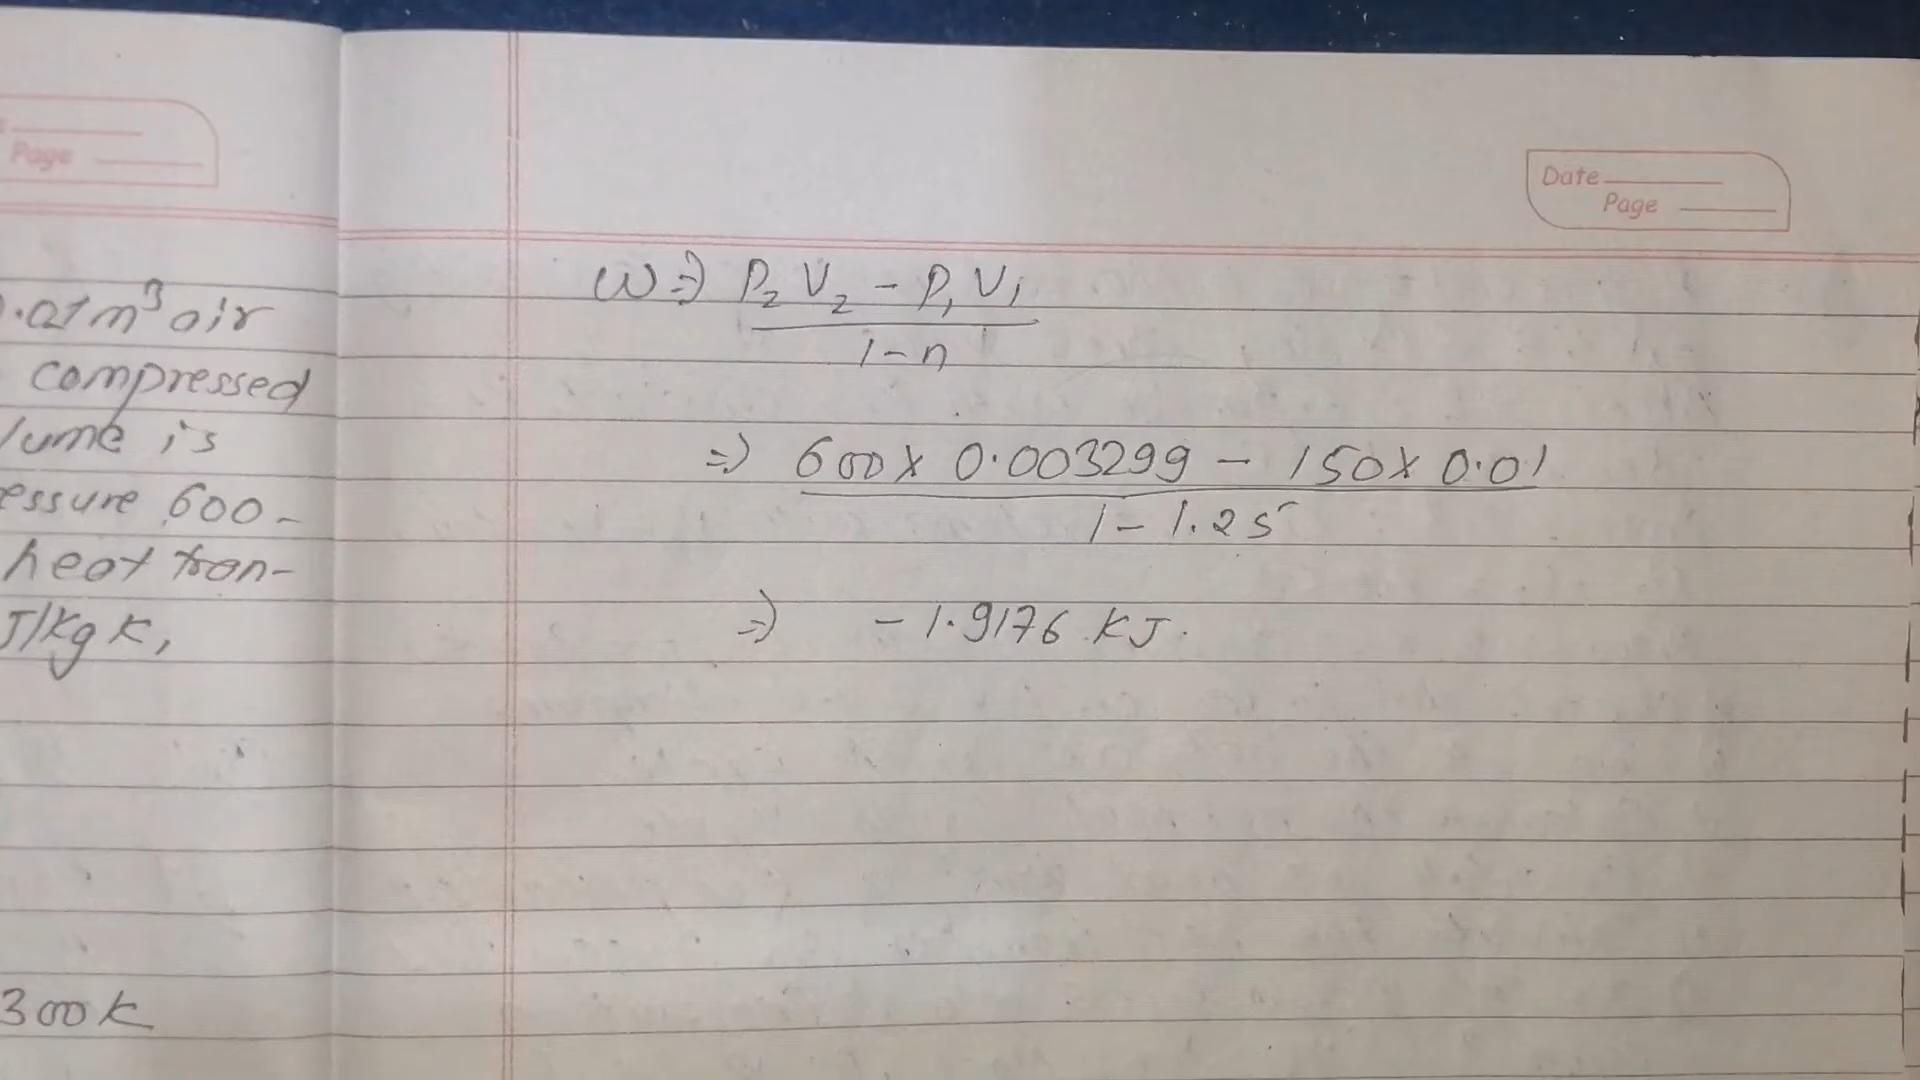 Page
.01 m³ air
compressed
lume is
essure 600-
heat tran-
J/kg K,
300K
Date
Page
W ⇒ P₂V₂ - P₁V₁
1-n
⇒ 600 x 0.003299 - 150 x 0.01
1 - 1.25
⇒ - 1.9176 KJ.